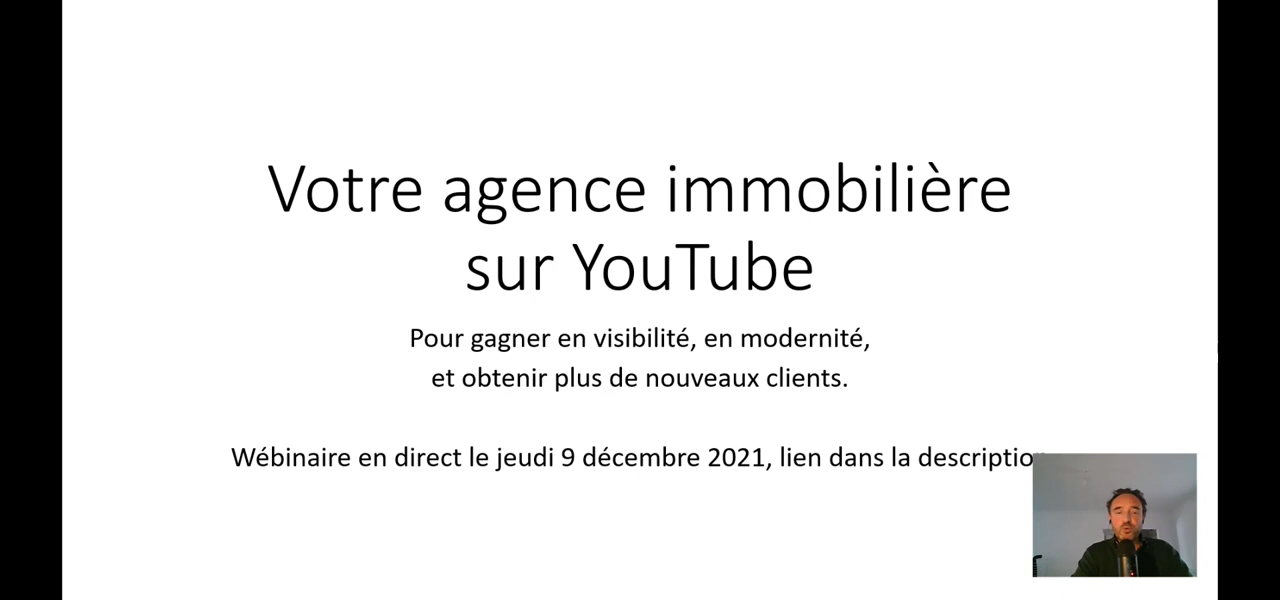 Votre agence immobilière
sur YouTube
Pour gagner en visibilité, en modernité,
et obtenir plus de nouveaux clients.
Wébinaire en direct le jeudi 9 décembre 2021, lien dans la description